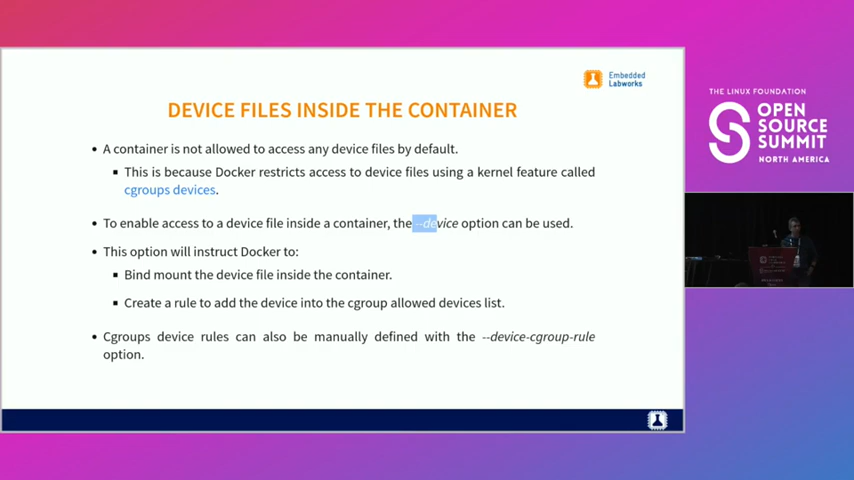 Embedded
Labworks
DEVICE FILES INSIDE THE CONTAINER
• A container is not allowed to access any device files by default.
▪ This is because Docker restricts access to device files using a kernel feature called
cgroups devices.
• To enable access to a device file inside a container, the --device option can be used.
• This option will instruct Docker to:
▪ Bind mount the device file inside the container.
▪ Create a rule to add the device into the cgroup allowed devices list.
• Cgroups device rules can also be manually defined with the --device-cgroup-rule
option.
THE LINUX FOUNDATION
OPEN
SOURCE
SUMMIT
NORTH AMERICA